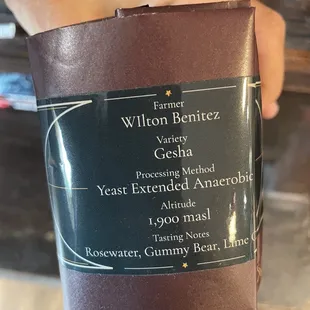 Farmer
WIlton Benitez
Variety
Gesha
Processing Method
Yeast Extended Anaerobic
Altitude
1,900 masl
Tasting Notes
Rosewater, Gummy Bear, Lime